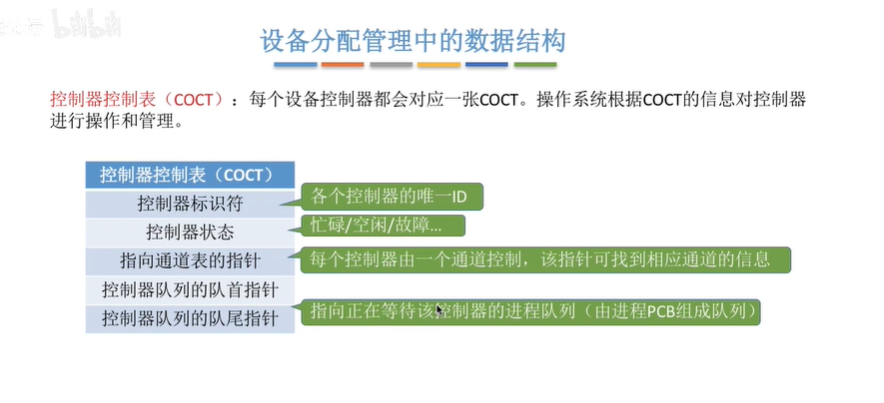 bilibili
设备分配管理中的数据结构
控制器控制表（COCT）：每个设备控制器都会对应一张COCT。操作系统根据COCT的信息对控制器
进行操作和管理。
控制器控制表（COCT）
控制器标识符
各个控制器的唯一ID
控制器状态
忙碌/空闲/故障...
指向通道表的指针
每个控制器由一个通道控制，该指针可找到相应通道的信息
控制器队列的队首指针
控制器队列的队尾指针
指向正在等待该控制器的进程队列（由进程PCB组成队列）